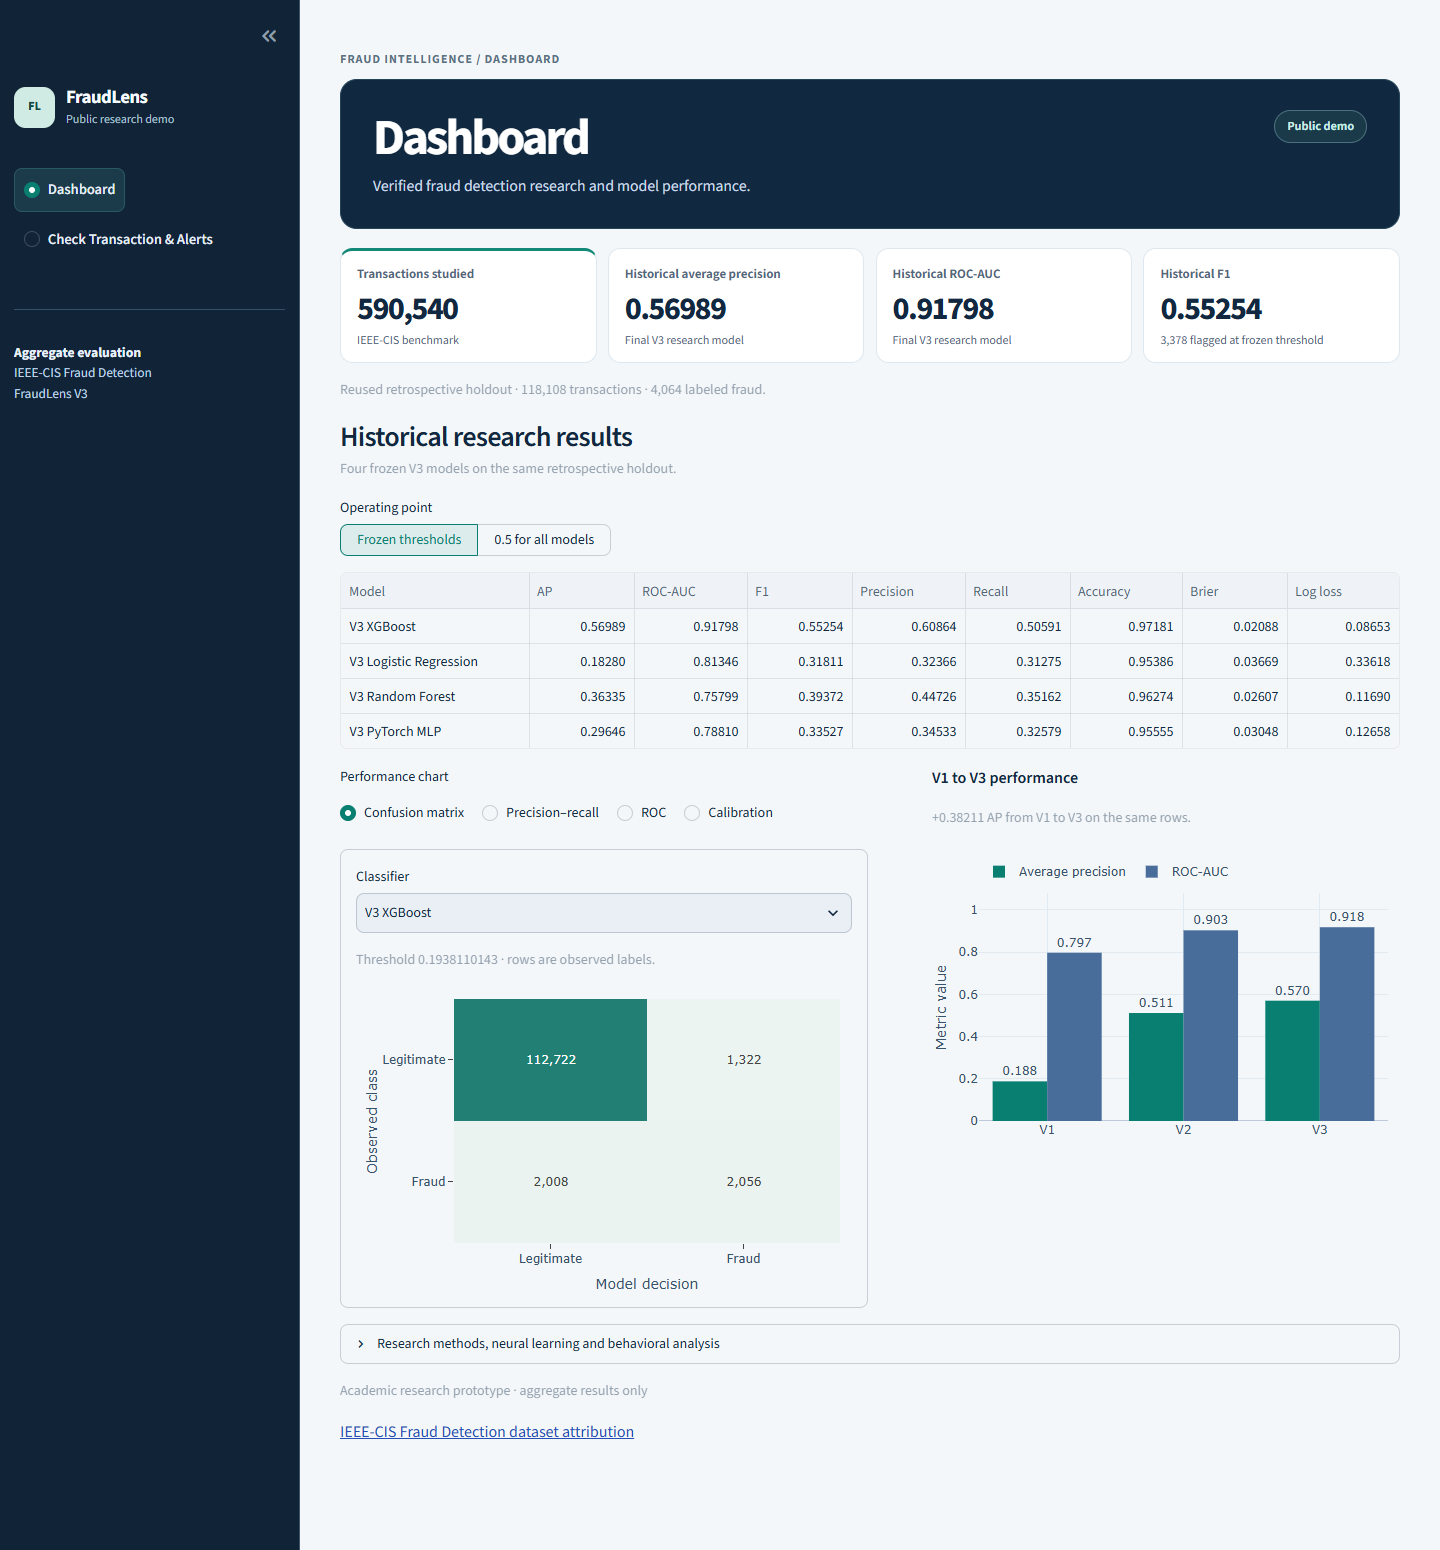 FL
FraudLens
Public research demo
Dashboard
Check Transaction & Alerts
Aggregate evaluation
IEEE-CIS Fraud Detection
FraudLens V3
FRAUD INTELLIGENCE / DASHBOARD
Dashboard
Public demo
Verified fraud detection research and model performance.
Transactions studied
590,540
IEEE-CIS benchmark
Historical average precision
0.56989
Final V3 research model
Historical ROC-AUC
0.91798
Final V3 research model
Historical F1
0.55254
3,378 flagged at frozen threshold
Reused retrospective holdout · 118,108 transactions · 4,064 labeled fraud.
Historical research results
Four frozen V3 models on the same retrospective holdout.
Operating point
Frozen thresholds 0.5 for all models
Model AP ROC-AUC F1 Precision Recall Accuracy Brier Log loss
V3 XGBoost 0.56989 0.91798 0.55254 0.60864 0.50591 0.97181 0.02088 0.08653
V3 Logistic Regression 0.18280 0.81346 0.31811 0.32366 0.31275 0.95386 0.03669 0.33618
V3 Random Forest 0.36335 0.75799 0.39372 0.44726 0.35162 0.96274 0.02607 0.11690
V3 PyTorch MLP 0.29646 0.78810 0.33527 0.34533 0.32579 0.95555 0.03048 0.12658
Performance chart
Confusion matrix Precision–recall ROC Calibration
Classifier
V3 XGBoost
Threshold 0.1938110143 · rows are observed labels.
Observed class
Legitimate 112,722 1,322
Fraud 2,008 2,056
Legitimate Fraud
Model decision
V1 to V3 performance
+0.38211 AP from V1 to V3 on the same rows.
Average precision ROC-AUC
Metric value
1
0.8
0.6
0.4
0.2
0
0.188 0.797
0.511 0.903
0.570 0.918
V1 V2 V3
Research methods, neural learning and behavioral analysis
Academic research prototype · aggregate results only
IEEE-CIS Fraud Detection dataset attribution